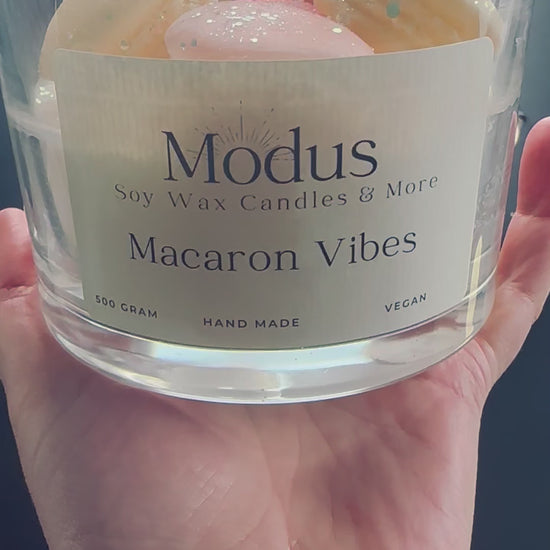 Modus
Soy Wax Candles & More
Macaron Vibes
500 GRAM
HAND MADE
VEGAN